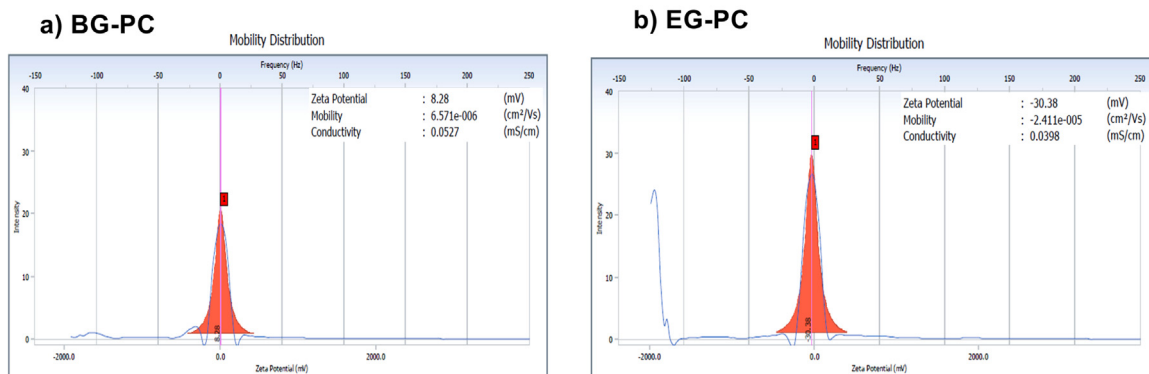 a) BG-PC
Mobility Distribution
Frequency (Hz)
-150 -100 -50 0 50 100 150 200 250
Zeta Potential : 8.28 (mV)
Mobility : 6.571e-006 (cm²/Vs)
Conductivity : 0.0527 (mS/cm)
40
30
20
10
0
Intensity
1
8.28
-2000.0 0.0 2000.0
Zeta Potential (mV)
b) EG-PC
Mobility Distribution
Frequency (Hz)
-150 -100 -50 0 50 100 150 200 250
Zeta Potential : -30.38 (mV)
Mobility : -2.411e-005 (cm²/Vs)
Conductivity : 0.0398 (mS/cm)
40
30
20
10
0
Intensity
-30.38
-2000.0 0.0 2000.0
Zeta Potential (mV)